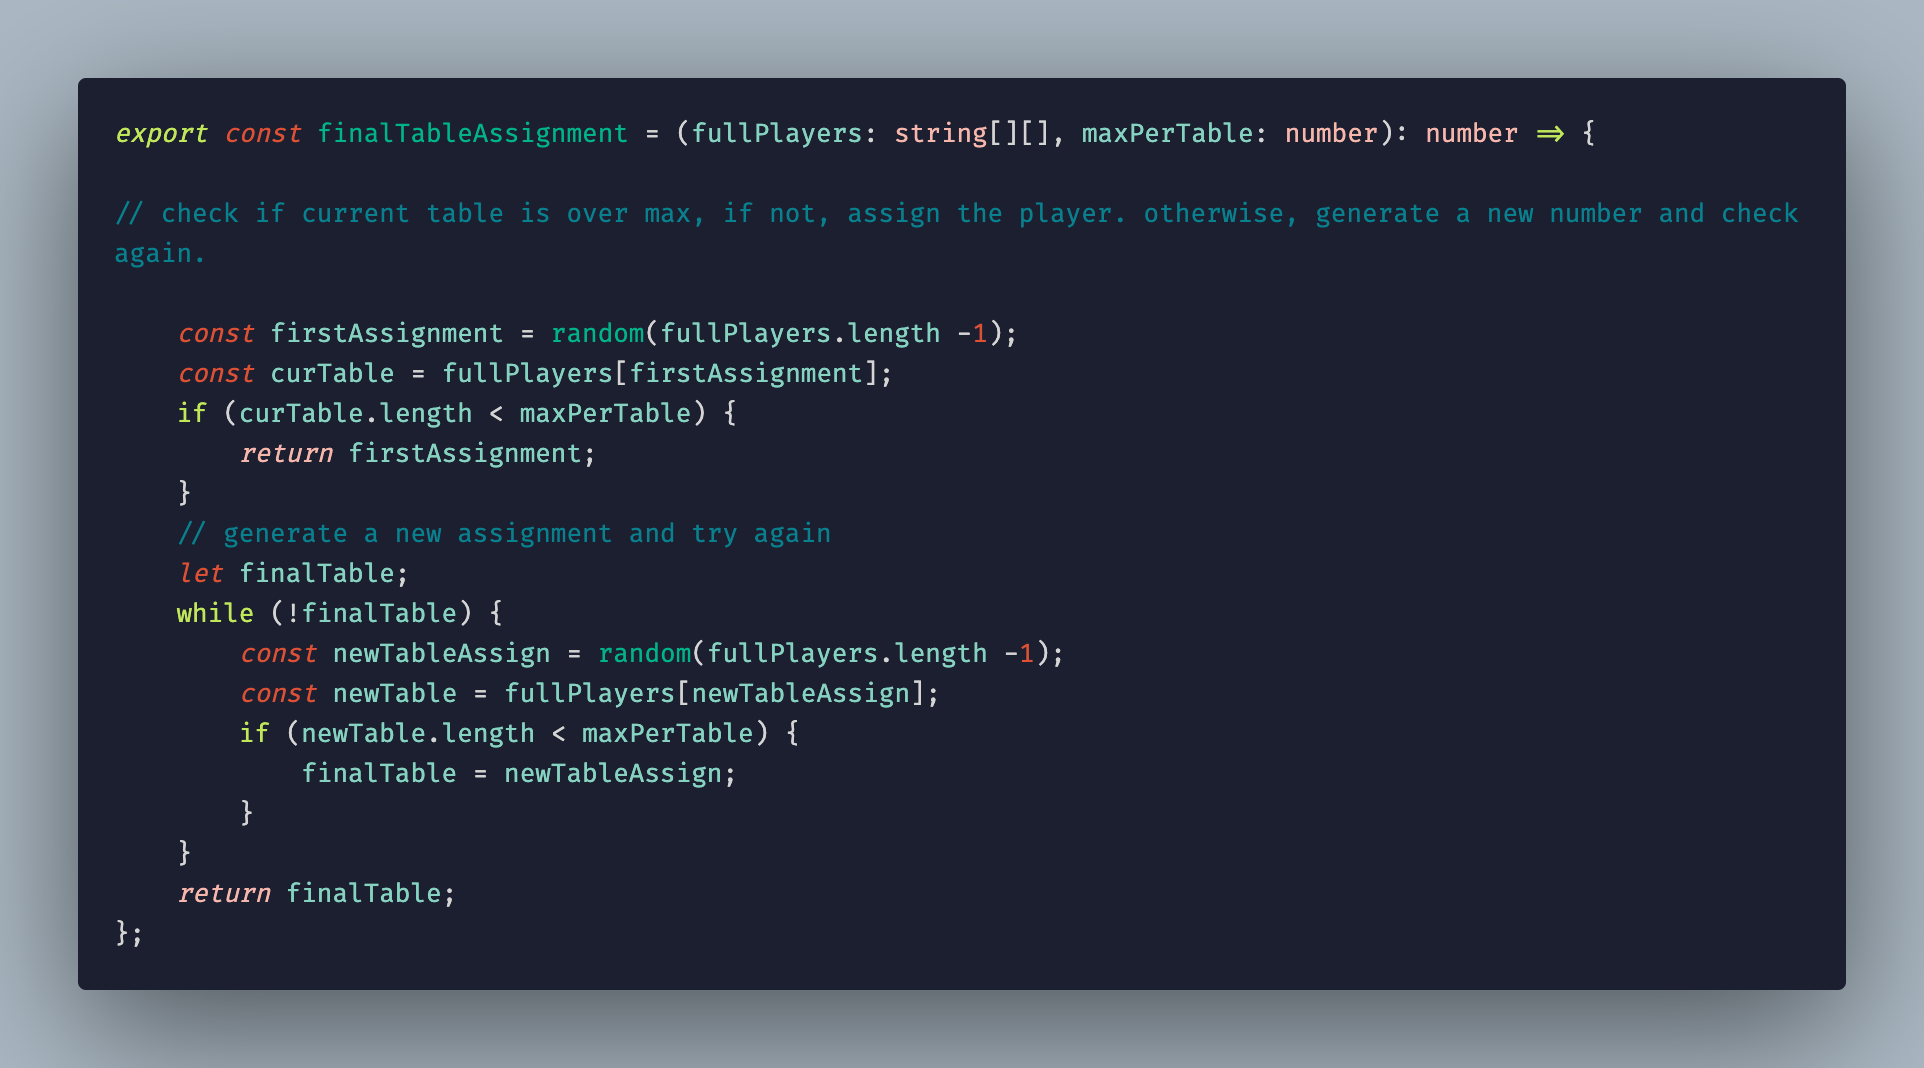 export const finalTableAssignment = (fullPlayers: string[][], maxPerTable: number): number => {
// check if current table is over max, if not, assign the player. otherwise, generate a new number and check
again.
const firstAssignment = random(fullPlayers.length -1);
const curTable = fullPlayers[firstAssignment];
if (curTable.length < maxPerTable) {
return firstAssignment;
}
// generate a new assignment and try again
let finalTable;
while (!finalTable) {
const newTableAssign = random(fullPlayers.length -1);
const newTable = fullPlayers[newTableAssign];
if (newTable.length < maxPerTable) {
finalTable = newTableAssign;
}
}
return finalTable;
};